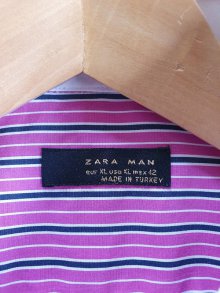 ZARA MAN
eur XL usa XL mex 42
MADE IN TURKEY